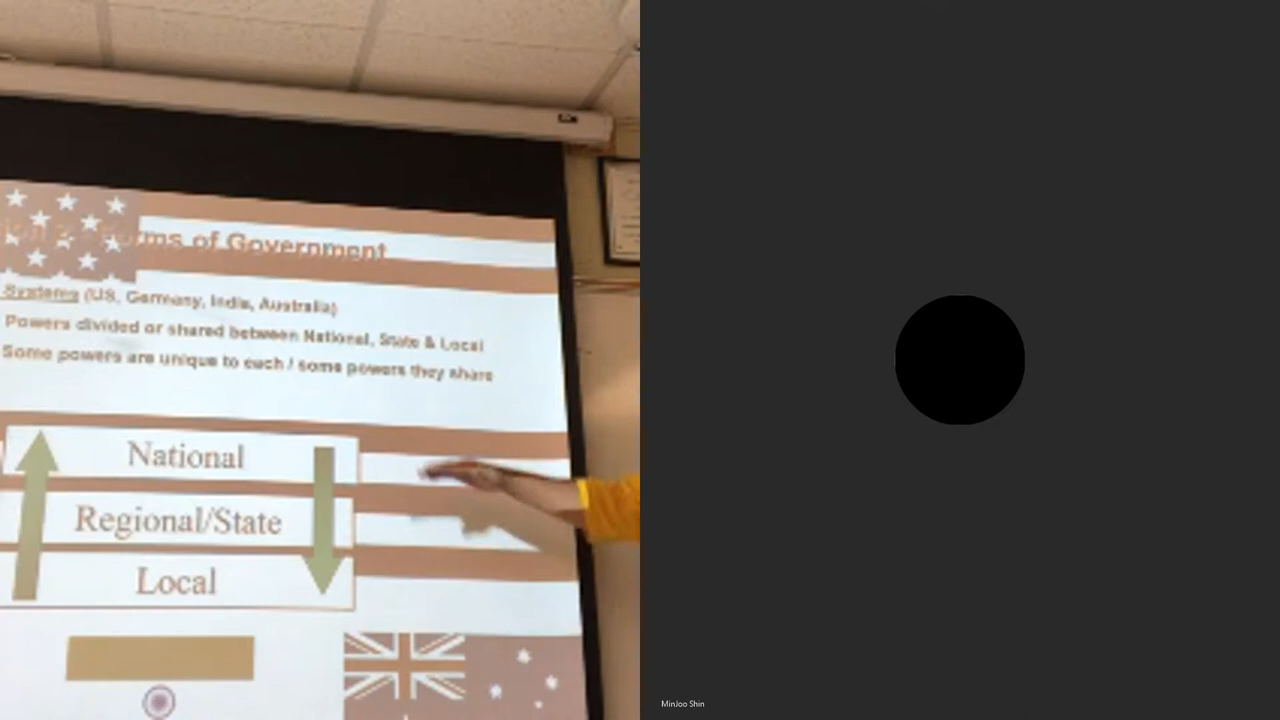 Forms of Government
Systems (US, Germany, India, Australia)
Powers divided or shared between National, State & Local
Some powers are unique to each / some powers they share
National
Regional/State
Local
MinJoo Shin